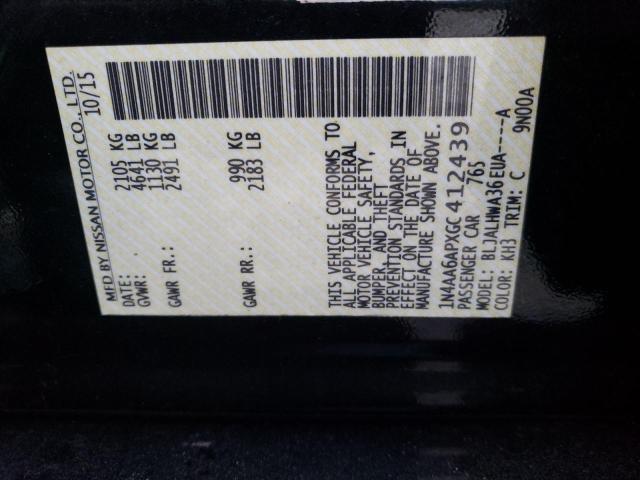 MFD BY NISSAN MOTOR CO., LTD.
DATE: 10/15
GVWR: 2105 KG
4641 LB
GAWR FR.: 1130 KG
2491 LB
GAWR RR.: 990 KG
2183 LB
THIS VEHICLE CONFORMS TO
ALL APPLICABLE FEDERAL
MOTOR VEHICLE SAFETY,
BUMPER, AND THEFT
PREVENTION STANDARDS IN
EFFECT ON THE DATE OF
MANUFACTURE SHOWN ABOVE.
1N4AA6APXGC412439
PASSENGER CAR 765
MODEL: BLJALHWA36EUA-----A
COLOR: KH3 TRIM: C 9N00A